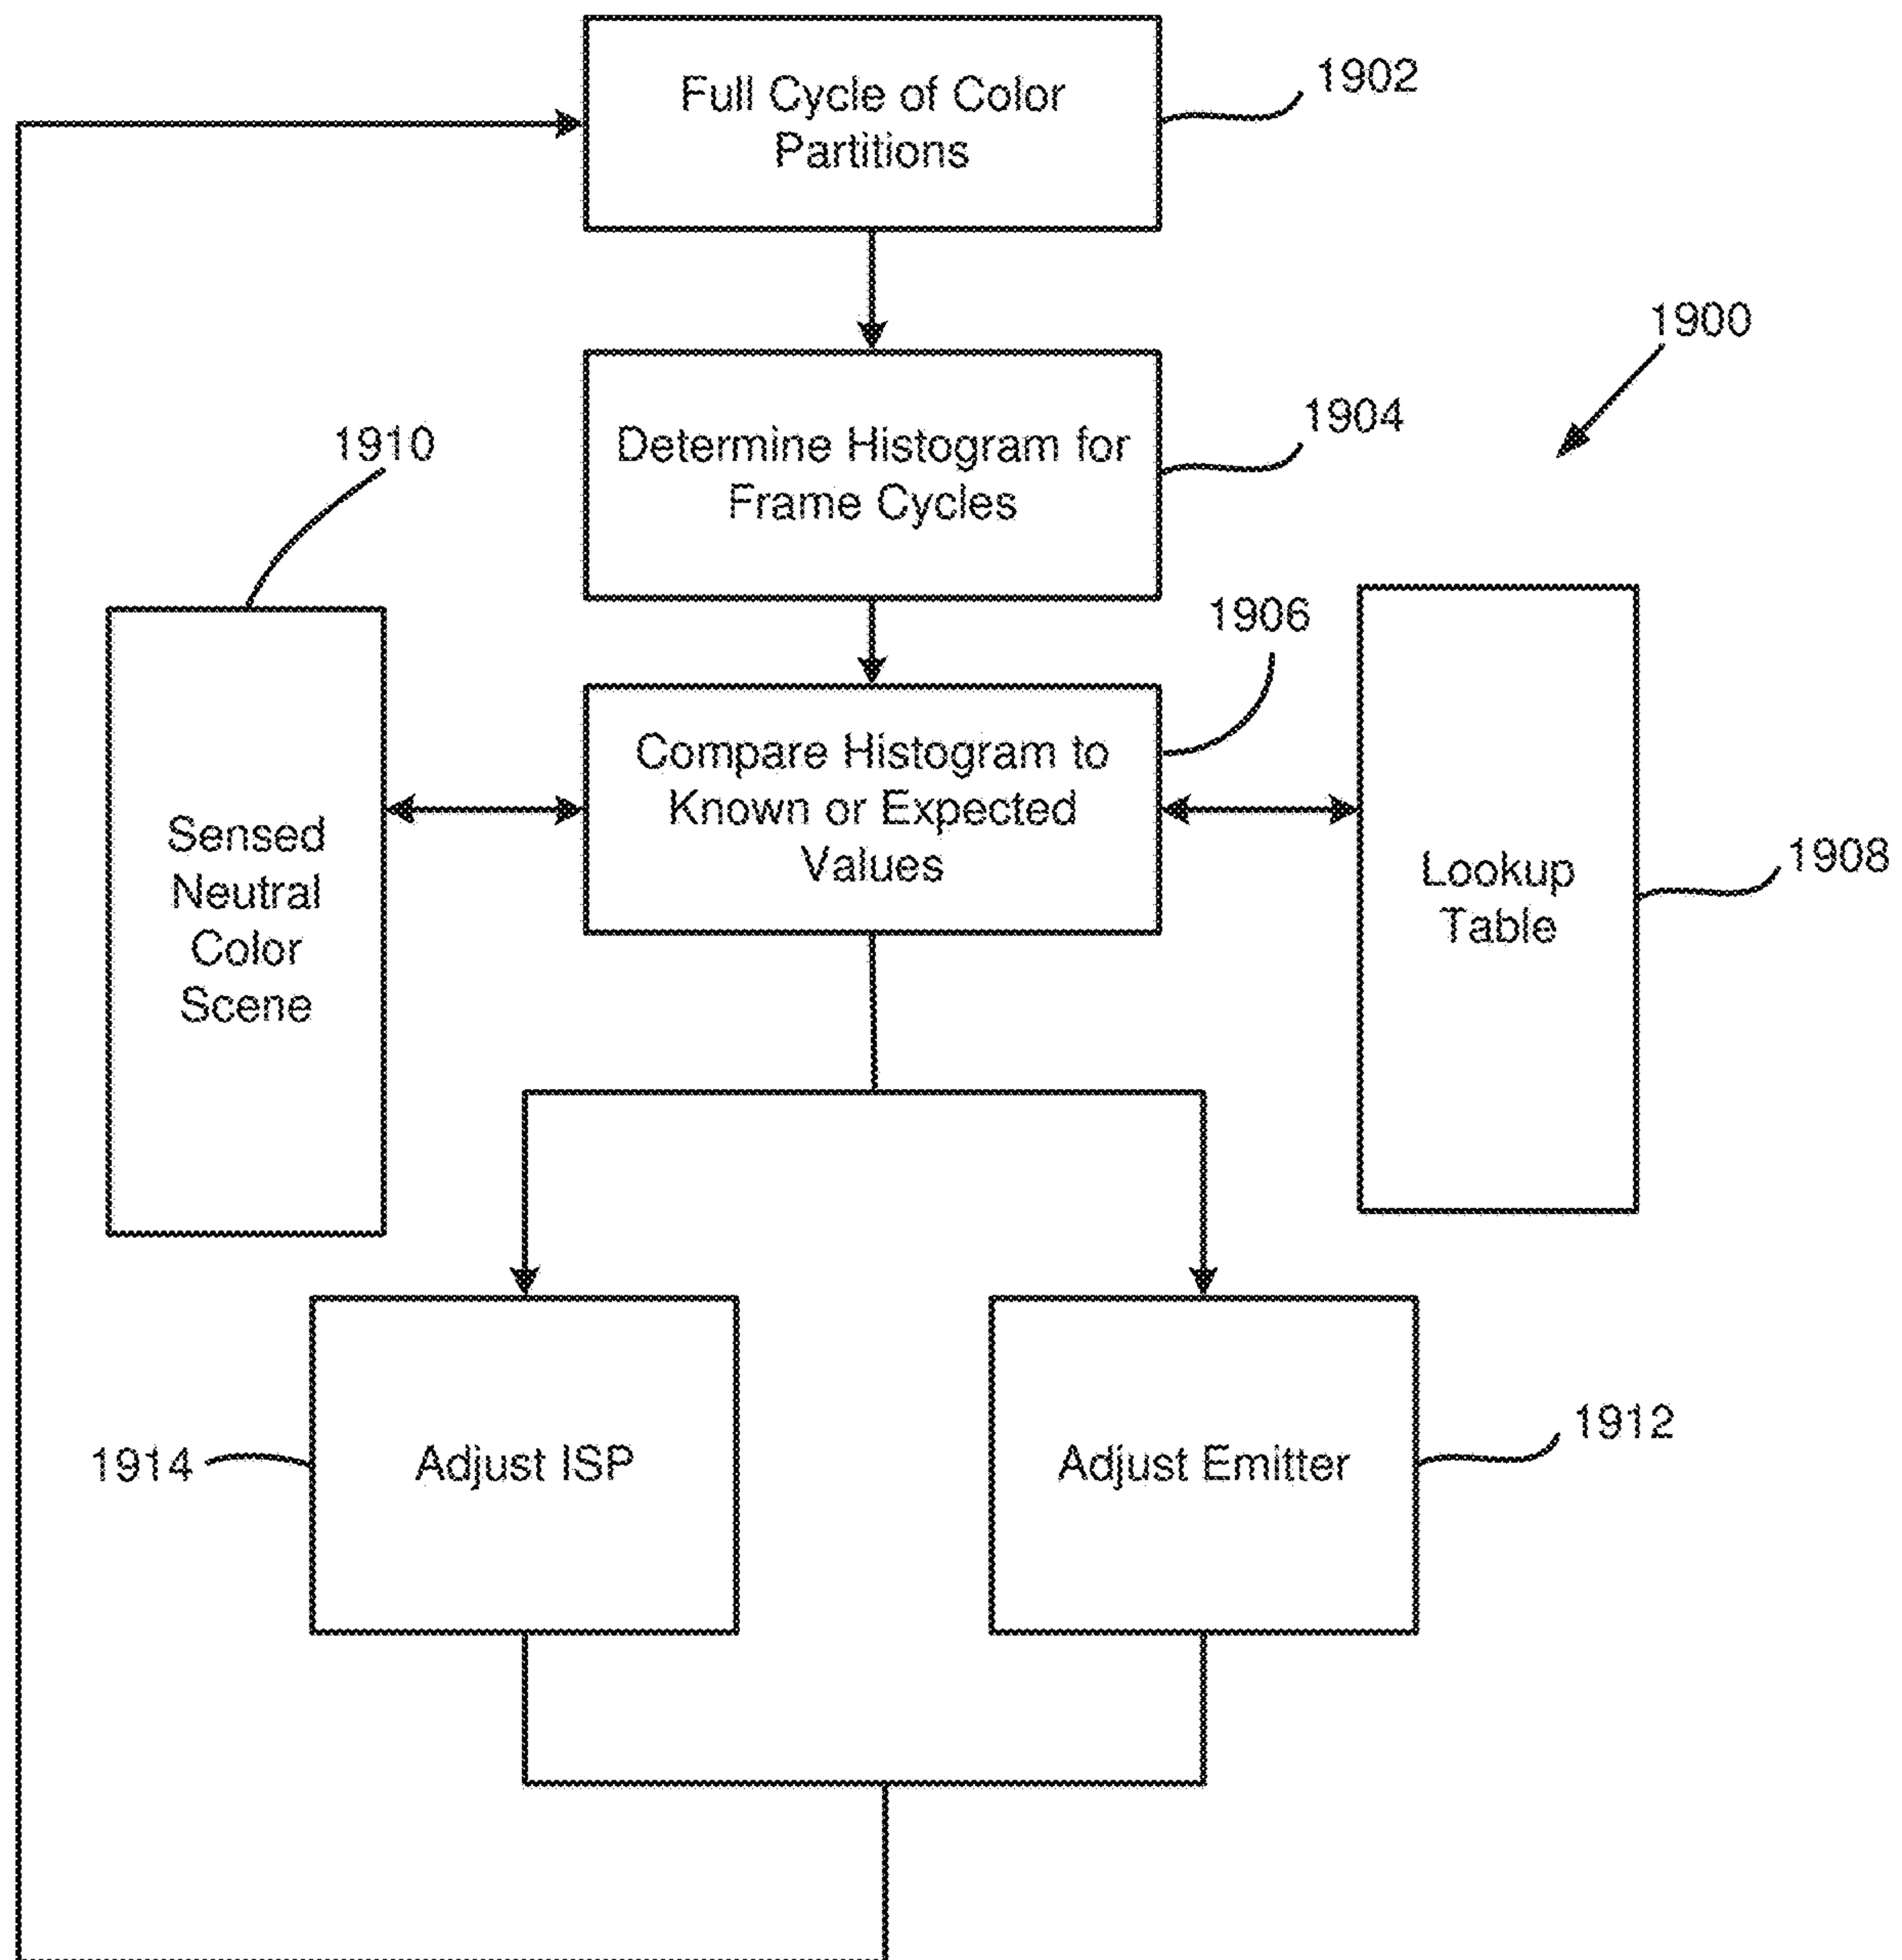 Full Cycle of Color
Partitions
1902
1900
Determine Histogram for
Frame Cycles
1904
1910
1906
Compare Histogram to
Known or Expected
Values
Sensed
Neutral
Color
Scene
Lookup
Table
1908
Adjust ISP
1914
Adjust Emitter
1912